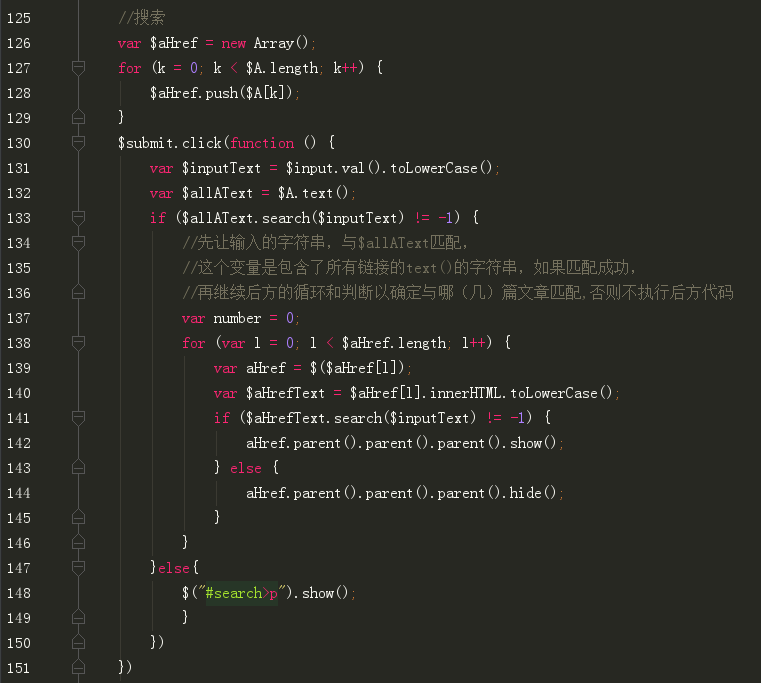 125 //搜索
126 var $aHref = new Array();
127 for (k = 0; k < $A.length; k++) {
128 $aHref.push($A[k]);
129 }
130 $submit.click(function () {
131 var $inputText = $input.val().toLowerCase();
132 var $allAText = $A.text();
133 if ($allAText.search($inputText) != -1) {
134 //先让输入的字符串，与$allAText匹配，
135 //这个变量是包含了所有链接的text()的字符串，如果匹配成功，
136 //再继续后方的循环和判断以确定与哪（几）篇文章匹配,否则不执行后方代码
137 var number = 0;
138 for (var l = 0; l < $aHref.length; l++) {
139 var aHref = $($aHref[l]);
140 var $aHrefText = $aHref[l].innerHTML.toLowerCase();
141 if ($aHrefText.search($inputText) != -1) {
142 aHref.parent().parent().parent().show();
143 } else {
144 aHref.parent().parent().parent().hide();
145 }
146 }
147 }else{
148 $("#search>p").show();
149 }
150 })
151 })